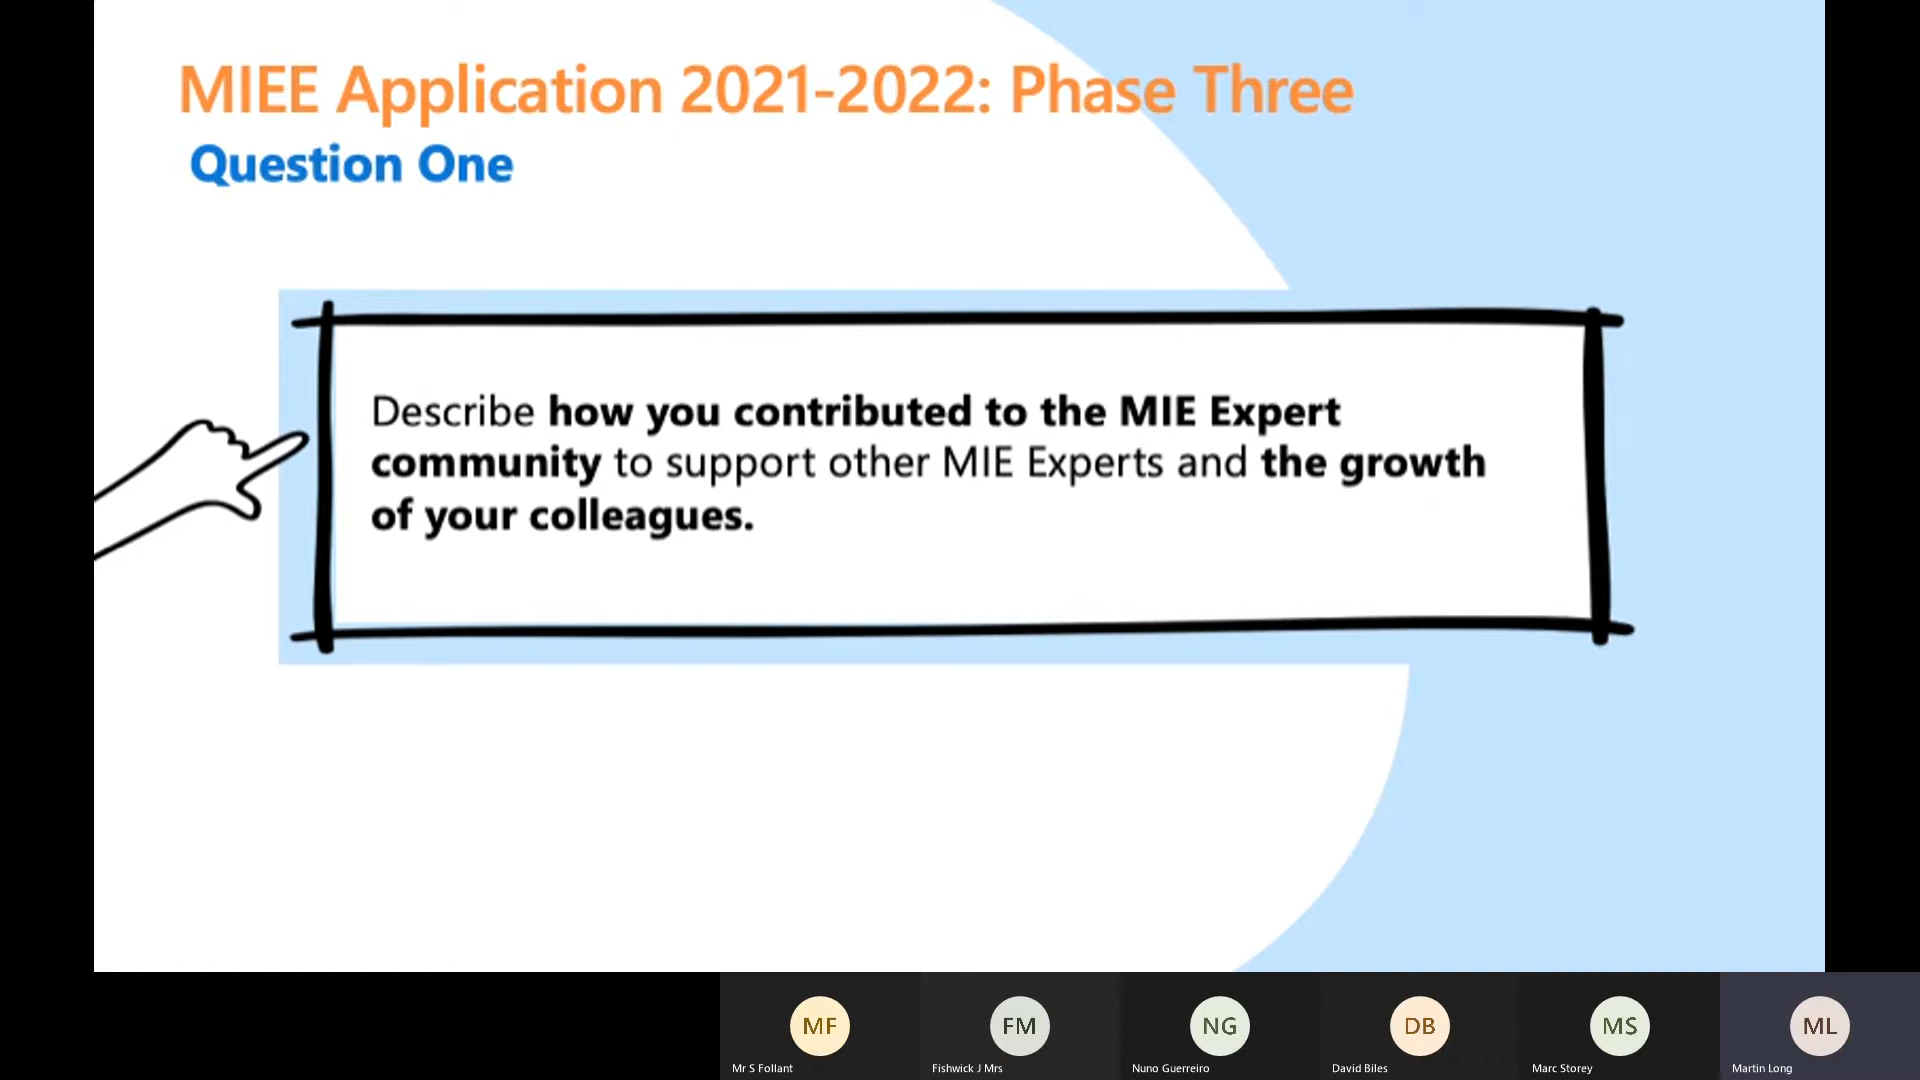 MIEE Application 2021-2022: Phase Three
Question One
Describe how you contributed to the MIE Expert
community to support other MIE Experts and the growth
of your colleagues.
MF
FM
NG
DB
MS
ML
Mr S Follant
Fishwick J Mrs
Nuno Guerreiro
David Biles
Marc Storey
Martin Long